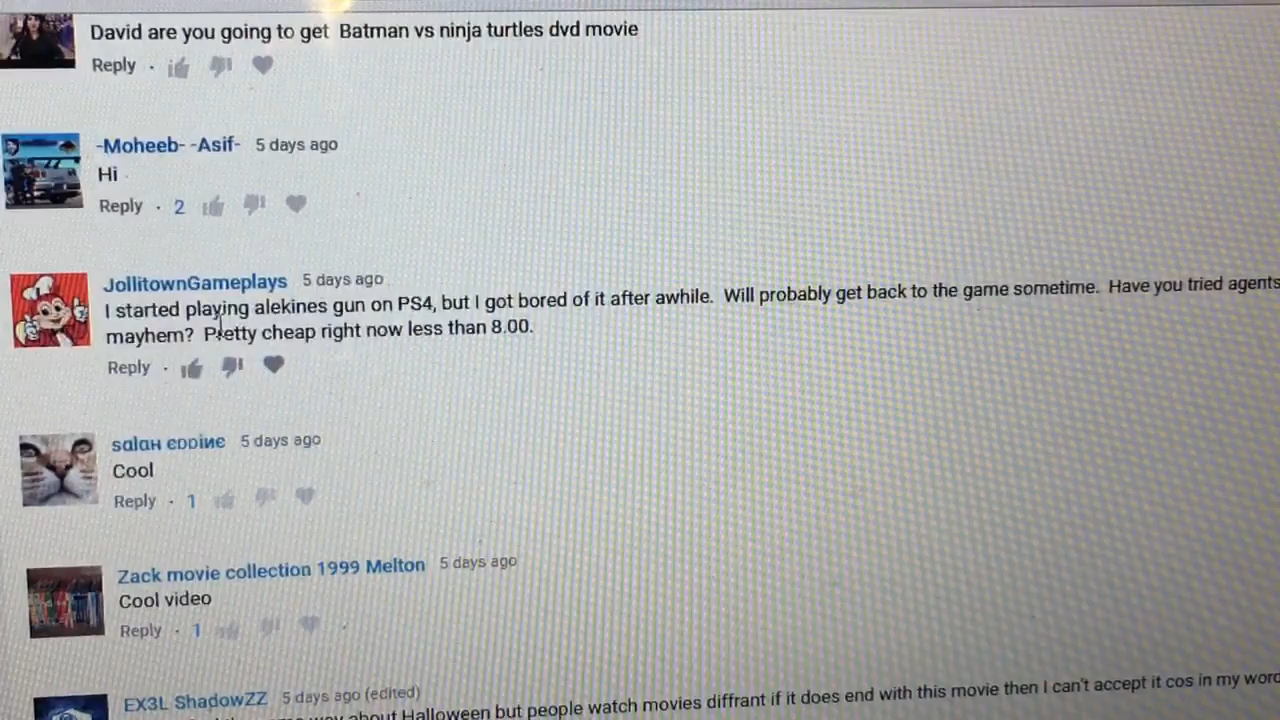 David are you going to get Batman vs ninja turtles dvd movie
Reply ·
-Moheeb- -Asif- 5 days ago
Hi
Reply · 2
JollitownGameplays 5 days ago
I started playing alekines gun on PS4, but I got bored of it after awhile. Will probably get back to the game sometime. Have you tried agents
mayhem? Pretty cheap right now less than 8.00.
Reply ·
salaн eddiиe 5 days ago
Cool
Reply · 1
Zack movie collection 1999 Melton 5 days ago
Cool video
Reply · 1
EX3L ShadowZZ 5 days ago (edited)
about Halloween but people watch movies diffrant if it does end with this movie then I can't accept it cos in my word